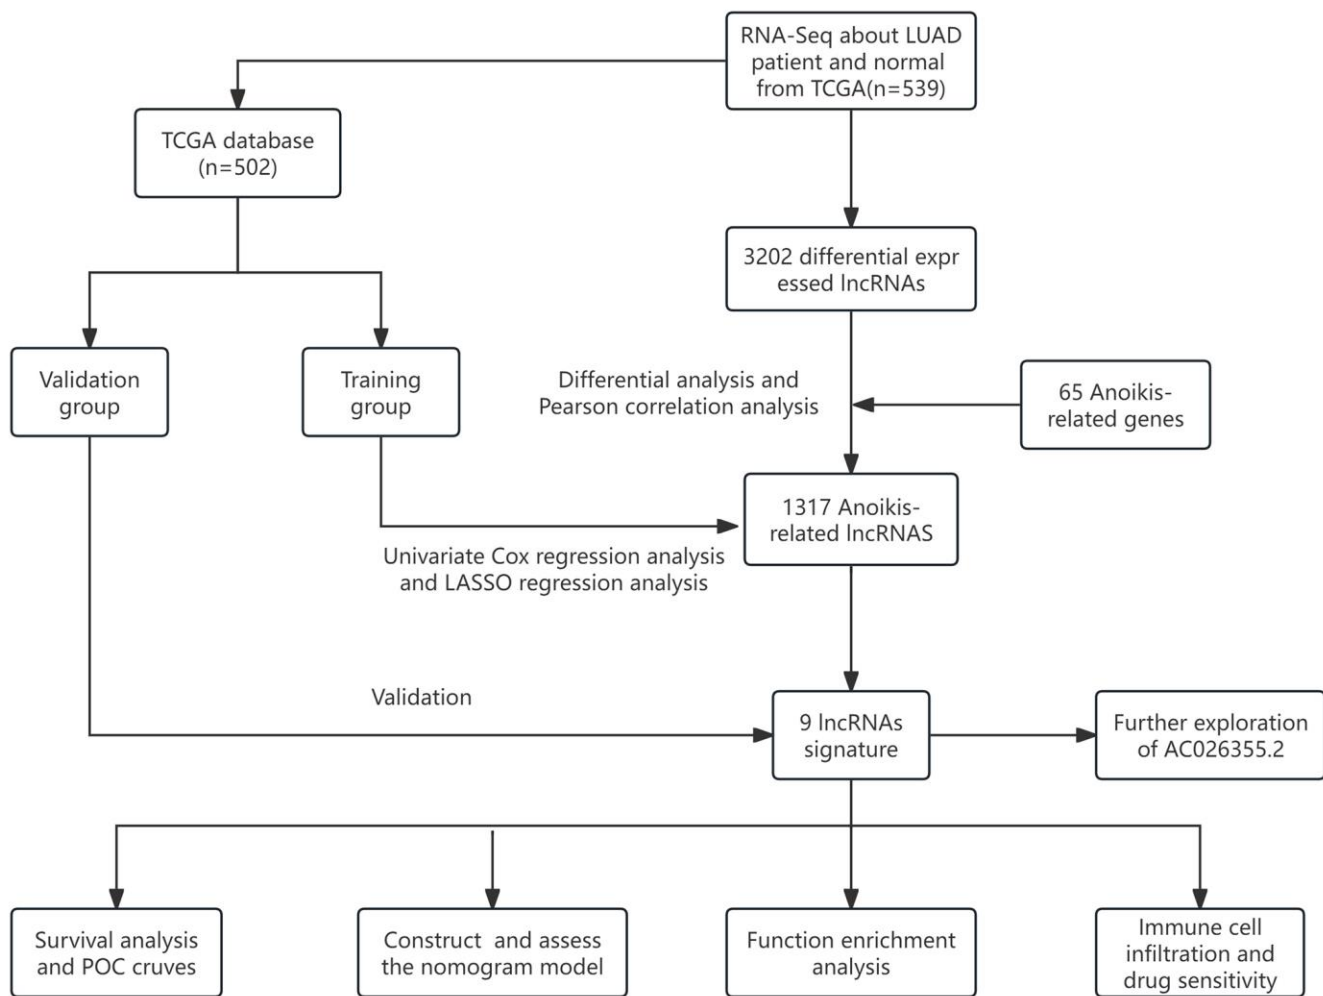 RNA-Seq about LUAD
patient and normal
from TCGA(n=539)
TCGA database
(n=502)
3202 differential expr
essed lncRNAs
Validation
group
Training
group
Differential analysis and
Pearson correlation analysis
65 Anoikis-
related genes
1317 Anoikis-
related lncRNAS
Univariate Cox regression analysis
and LASSO regression analysis
Validation
9 lncRNAs
signature
Further exploration
of AC026355.2
Survival analysis
and POC cruves
Construct  and assess
the nomogram model
Function enrichment
analysis
Immune cell
infiltration and
drug sensitivity